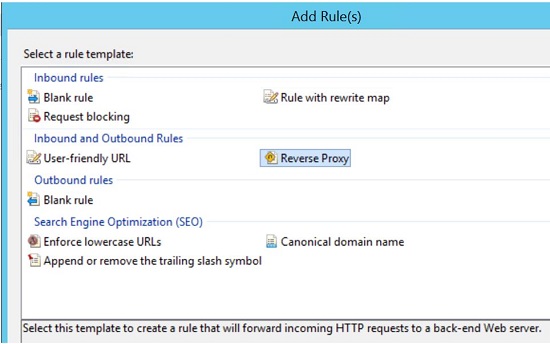 Add Rule(s)
Select a rule template:
Inbound rules
Blank rule
Rule with rewrite map
Request blocking
Inbound and Outbound Rules
User-friendly URL
Reverse Proxy
Outbound rules
Blank rule
Search Engine Optimization (SEO)
Enforce lowercase URLs
Canonical domain name
Append or remove the trailing slash symbol
Select this template to create a rule that will forward incoming HTTP requests to a back-end Web server.